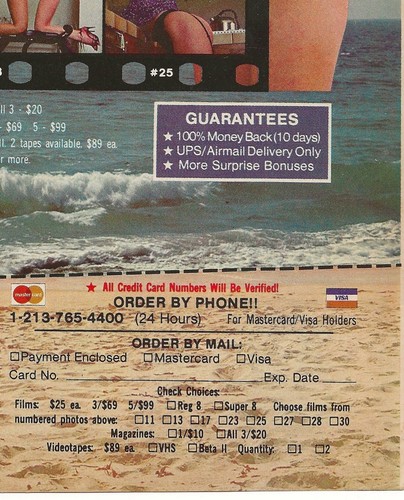 #25
ll 3 - $20
- $69 5 - $99
ll. 2 tapes available. $89 ea.
r more.
GUARANTEES
★ 100% Money Back (10 days)
★ UPS/Airmail Delivery Only
★ More Surprise Bonuses
★ All Credit Card Numbers Will Be Verified!
master card
ORDER BY PHONE!!
VISA
1-213-765-4400 (24 Hours) For Mastercard/Visa Holders
ORDER BY MAIL:
☐Payment Enclosed ☐Mastercard ☐Visa
Card No. Exp. Date
Check Choices:
Films: $25 ea. 3/$69 5/$99 ☐Reg 8 ☐Super 8 Choose films from
numbered photos above: ☐11 ☐13 ☐17 ☐23 ☐25 ☐27 ☐28 ☐30
Magazines: ☐1/$10 ☐All 3/$20
Videotapes: $89 ea. ☐VHS ☐Beta II Quantity: ☐1 ☐2